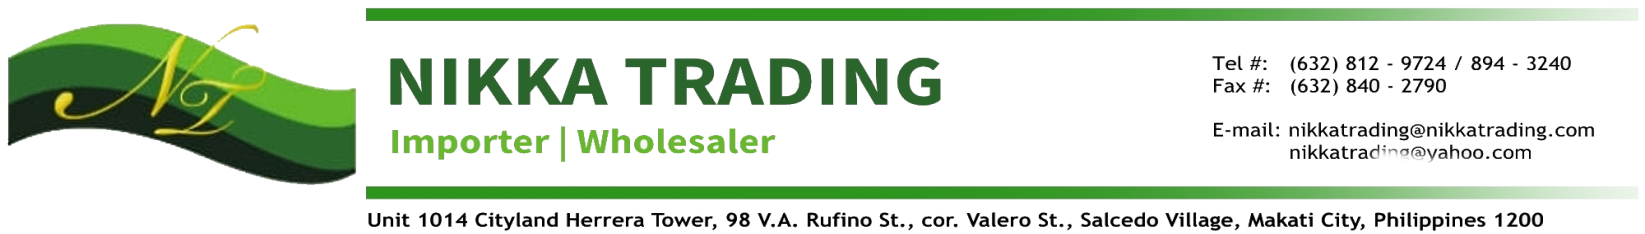 NT
NIKKA TRADING
Importer | Wholesaler
Tel #: (632) 812 - 9724 / 894 - 3240
Fax #: (632) 840 - 2790
E-mail: nikkatrading@nikkatrading.com
nikkatrading@yahoo.com
Unit 1014 Cityland Herrera Tower, 98 V.A. Rufino St., cor. Valero St., Salcedo Village, Makati City, Philippines 1200